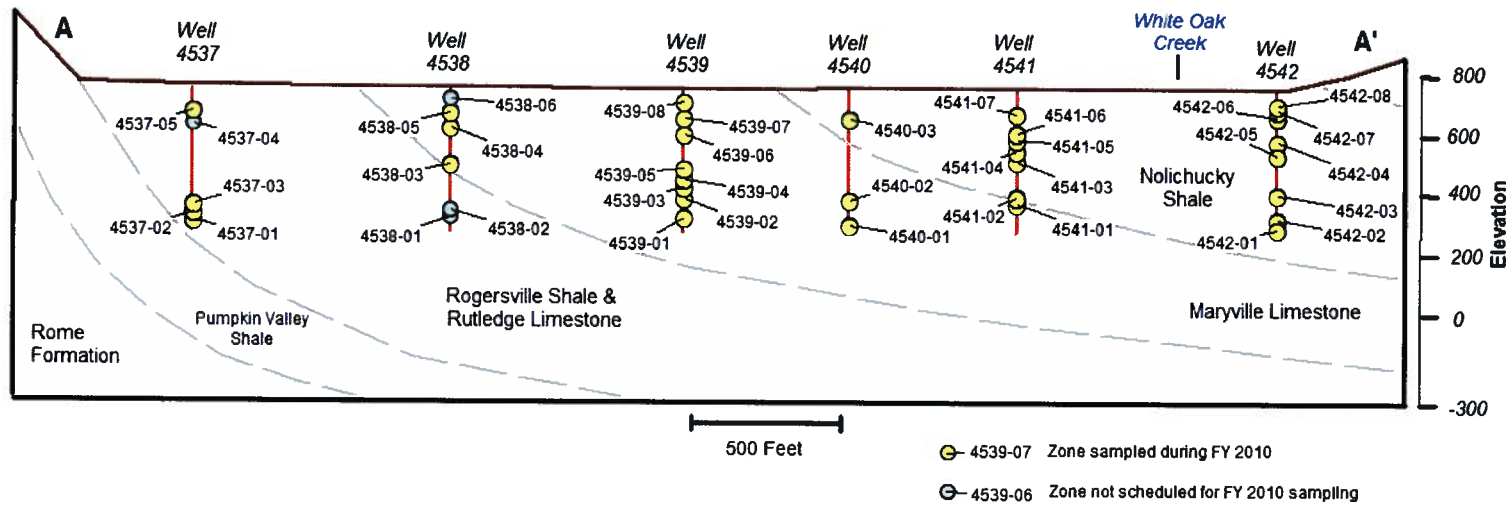 A
Well
4537
Well
4538
Well
4539
Well
4540
Well
4541
White Oak
Creek
Well
4542
A'
800
600
400
200
0
-300
Elevation
4537-05
4537-04
4537-03
4537-02
4537-01
4538-06
4538-05
4538-04
4538-03
4538-02
4538-01
4539-08
4539-07
4539-06
4539-05
4539-04
4539-03
4539-02
4539-01
4540-03
4540-02
4540-01
4541-07
4541-06
4541-05
4541-04
4541-03
4541-02
4541-01
4542-08
4542-06
4542-07
4542-05
4542-04
4542-03
4542-02
4542-01
Nolichucky
Shale
Rome
Formation
Pumpkin Valley
Shale
Rogersville Shale &
Rutledge Limestone
Maryville Limestone
500 Feet
4539-07 Zone sampled during FY 2010
4539-06 Zone not scheduled for FY 2010 sampling